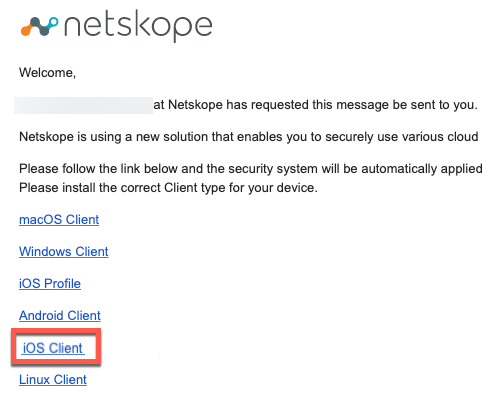 netskope
Welcome,
at Netskope has requested this message be sent to you.
Netskope is using a new solution that enables you to securely use various cloud
Please follow the link below and the security system will be automatically applied
Please install the correct Client type for your device.
macOS Client
Windows Client
iOS Profile
Android Client
iOS Client
Linux Client